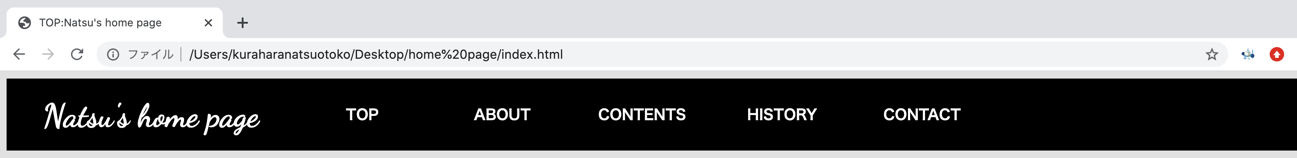 TOP:Natsu's home page
ファイル /Users/kuraharanatsuotoko/Desktop/home%20page/index.html
Natsu's home page TOP ABOUT CONTENTS HISTORY CONTACT